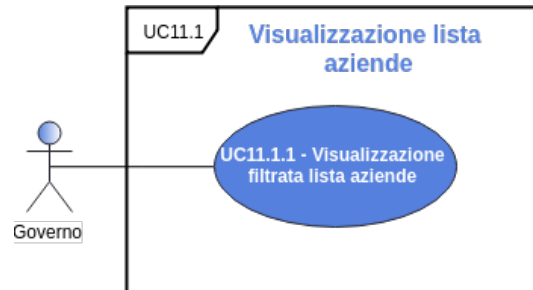 UC11.1
Visualizzazione lista
aziende
UC11.1.1 - Visualizzazione
filtrata lista aziende
Governo